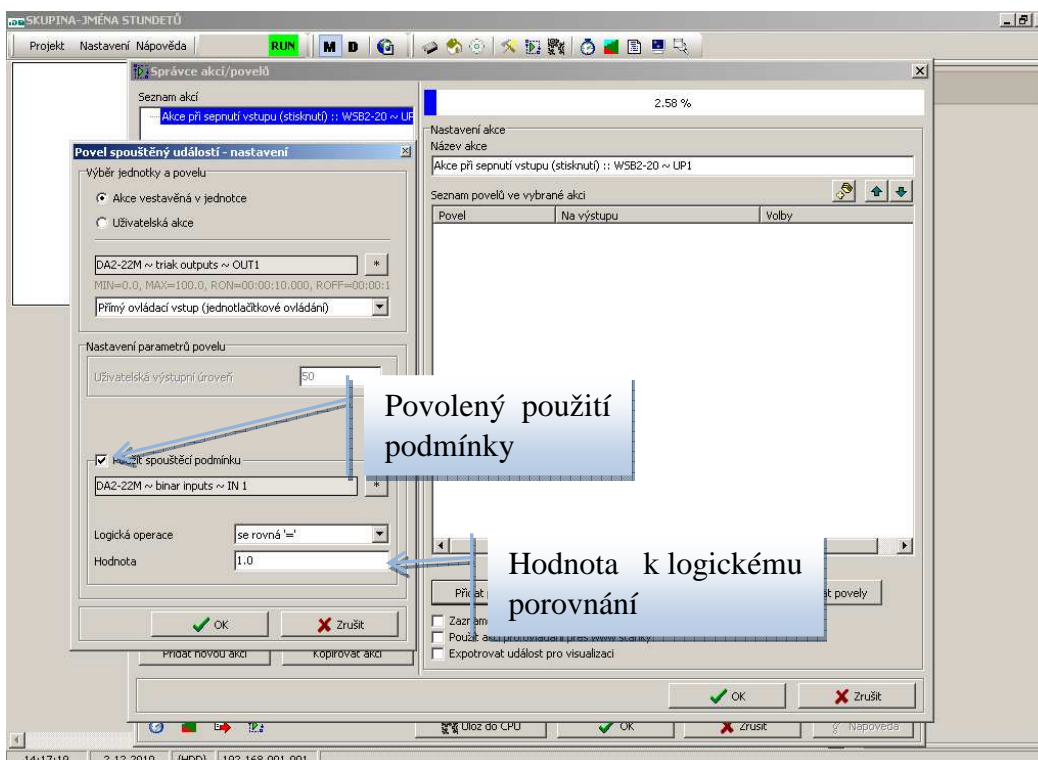 SKUPINA-JMÉNA STUNDETŮ
Projekt Nastavení Nápověda RUN M D
Správce akcí/povelů
Seznam akcí
Akce při sepnutí vstupu (stisknutí) :: WSB2-20 ~ UP
2.58 %
Nastavení akce
Název akce
Akce při sepnutí vstupu (stisknutí) :: WSB2-20 ~ UP1
Seznam povelů ve vybrané akci
Povel Na výstupu Volby
Povel spouštěný událostí - nastavení
Výběr jednotky a povelu
Akce vestavěná v jednotce
Uživatelská akce
DA2-22M ~ triak outputs ~ OUT1 *
MIN=0.0, MAX=100.0, RON=00:00:10.000, ROFF=00:00:1
Přímý ovládací vstup (jednotlačítkové ovládání)
Nastavení parametrů povelu
Uživatelská výstupní úroveň 50
Povolený použití
podmínky
spouštěcí podmínku
DA2-22M ~ binar inputs ~ IN 1 *
Logická operace se rovná '='
Hodnota 1.0
Hodnota k logickému
porovnání
OK Zrušit
Přidat povely
Použít akci pro ovládání přes www stánky
Expotrovat událost pro visualizaci
Přidat novou akci Kopírovat akci
OK Zrušit
Ulož do CPU OK Zrušit Nápověda
14:17:19 2.12.2010 (HDD) 192.168.001.001